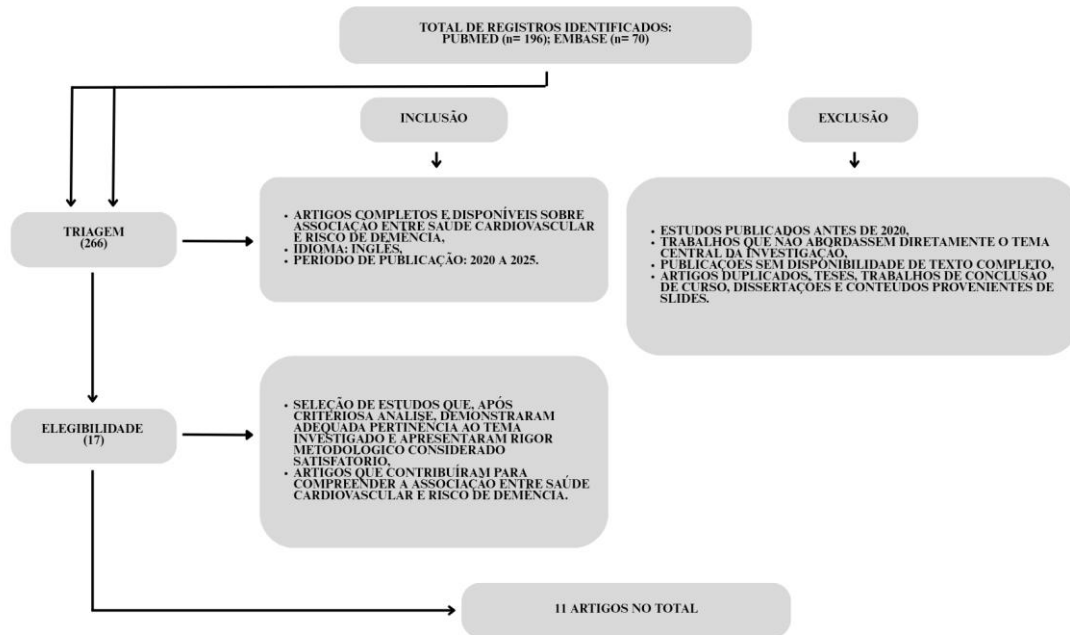 TOTAL DE REGISTROS IDENTIFICADOS:
PUBMED (n= 196); EMBASE (n= 70)
INCLUSÃO
EXCLUSÃO
TRIAGEM
(266)
• ARTIGOS COMPLETOS E DISPONÍVEIS SOBRE
ASSOCIAÇÃO ENTRE SAÚDE CARDIOVASCULAR
E RISCO DE DEMÊNCIA,
• IDIOMA: INGLÊS,
• PERÍODO DE PUBLICAÇÃO: 2020 A 2025.
• ESTUDOS PUBLICADOS ANTES DE 2020,
• TRABALHOS QUE NÃO ABORDASSEM DIRETAMENTE O TEMA
CENTRAL DA INVESTIGAÇÃO,
• PUBLICAÇÕES SEM DISPONIBILIDADE DE TEXTO COMPLETO,
• ARTIGOS DUPLICADOS, TESES, TRABALHOS DE CONCLUSÃO
DE CURSO, DISSERTAÇÕES E CONTEÚDOS PROVENIENTES DE
SLIDES.
ELEGIBILIDADE
(17)
• SELEÇÃO DE ESTUDOS QUE, APÓS
CRITERIOSA ANÁLISE, DEMONSTRARAM
ADEQUADA PERTINÊNCIA AO TEMA
INVESTIGADO E APRESENTARAM RIGOR
METODOLÓGICO CONSIDERADO
SATISFATÓRIO,
• ARTIGOS QUE CONTRIBUÍRAM PARA
COMPREENDER A ASSOCIAÇÃO ENTRE SAÚDE
CARDIOVASCULAR E RISCO DE DEMÊNCIA.
11 ARTIGOS NO TOTAL